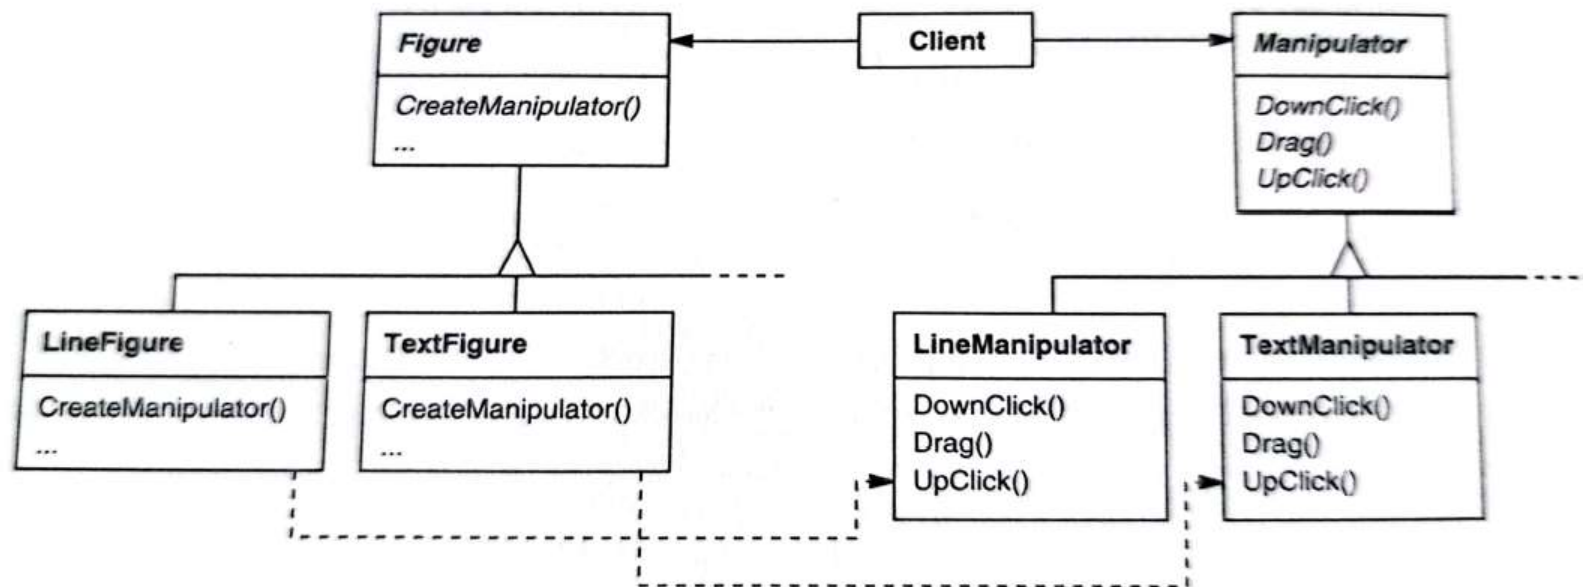 Figure
CreateManipulator()
...
Client
Manipulator
DownClick()
Drag()
UpClick()
LineFigure
CreateManipulator()
...
TextFigure
CreateManipulator()
...
LineManipulator
DownClick()
Drag()
UpClick()
TextManipulator
DownClick()
Drag()
UpClick()